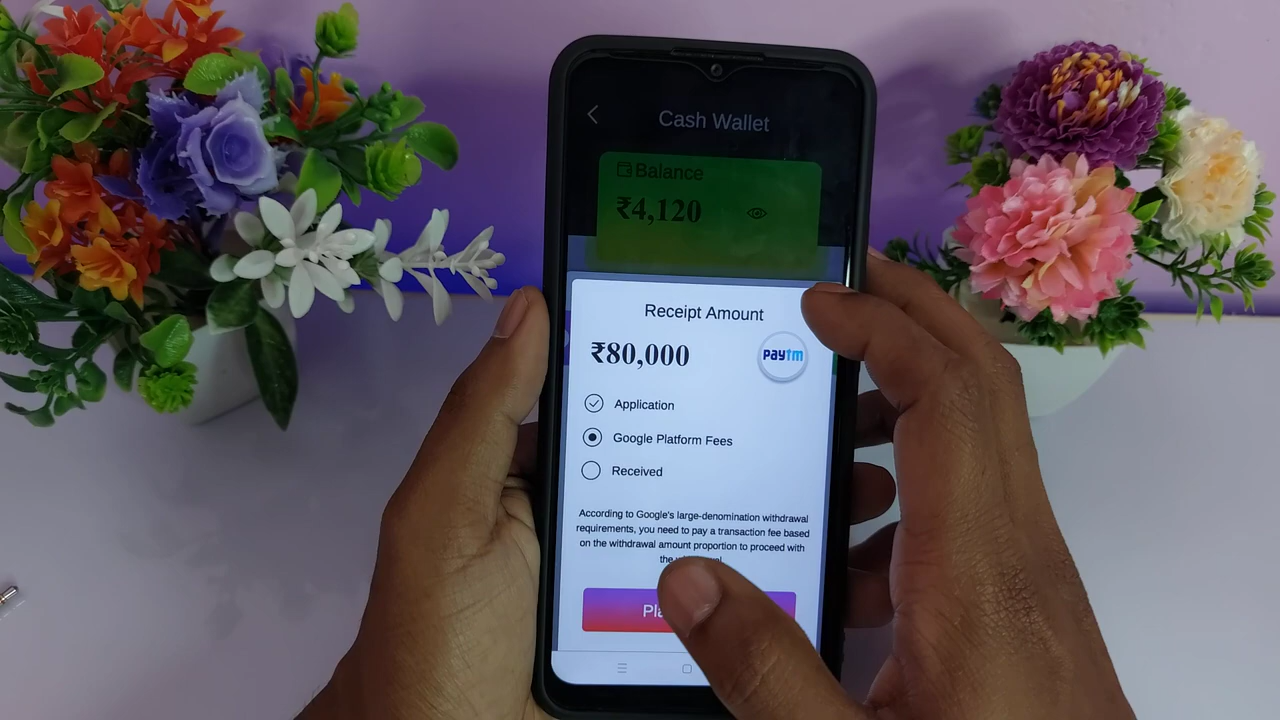 Cash Wallet
Balance
₹4,120
Receipt Amount
₹80,000
paytm
Application
Google Platform Fees
Received
According to Google's large-denomination withdrawal
requirements, you need to pay a transaction fee based
on the withdrawal amount proportion to proceed with
the